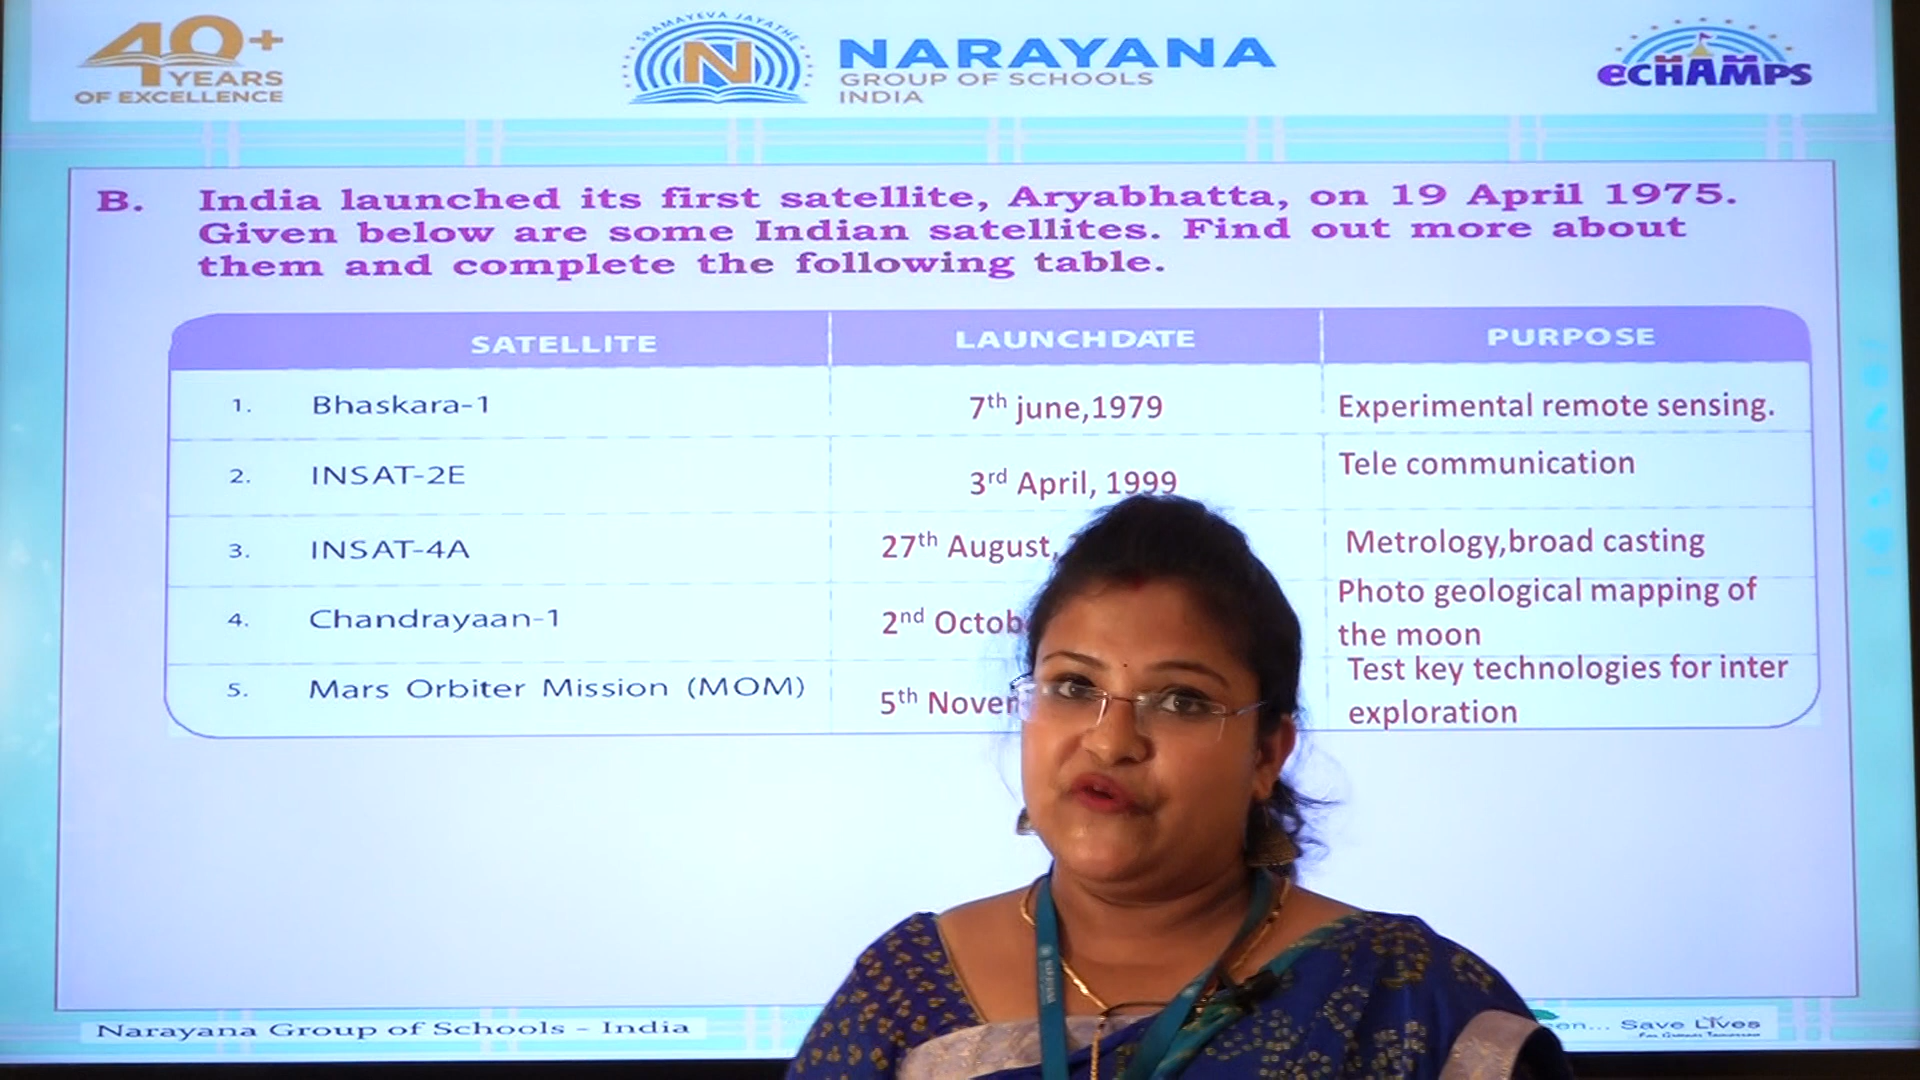 40+
YEARS
OF EXCELLENCE
SRAMAYEVA JAYATHE
N
NARAYANA
GROUP OF SCHOOLS
INDIA
eCHAMPS
B. India launched its first satellite, Aryabhatta, on 19 April 1975.
Given below are some Indian satellites. Find out more about
them and complete the following table.
SATELLITE LAUNCHDATE PURPOSE
1. Bhaskara-1 7th june,1979 Experimental remote sensing.
2. INSAT-2E 3rd April, 1999 Tele communication
3. INSAT-4A 27th August, Metrology,broad casting
4. Chandrayaan-1 2nd Octob Photo geological mapping of
the moon
5. Mars Orbiter Mission (MOM) 5th Novem Test key technologies for inter
exploration
Narayana Group of Schools - India
en... Save Lives